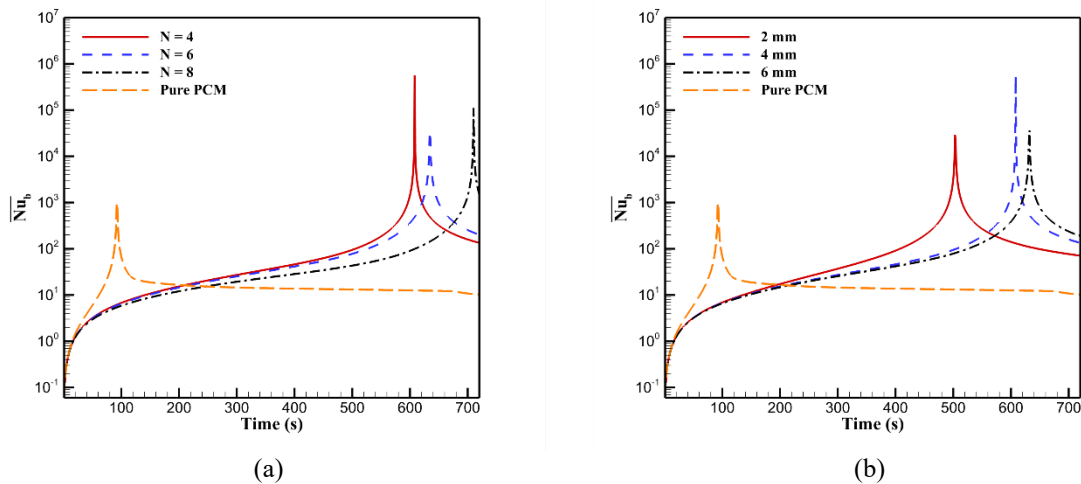 10^7
10^6
10^5
10^4
10^3
10^2
10^1
10^0
10^-1
Nu_b
N = 4
N = 6
N = 8
Pure PCM
100 200 300 400 500 600 700
Time (s)
(a)
10^7
10^6
10^5
10^4
10^3
10^2
10^1
10^0
10^-1
Nu_b
2 mm
4 mm
6 mm
Pure PCM
100 200 300 400 500 600 700
Time (s)
(b)